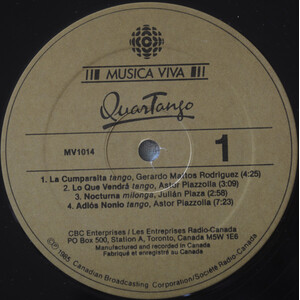 MUSICA VIVA
QuarTango
MV1014
1
1. La Cumparsita tango, Gerardo Mattos Rodriguez (4:25)
2. Lo Que Vendrá tango, Astor Piazzolla (3:09)
3. Nocturna milonga, Julián Plaza (2:58)
4. Adiós Nonio tango, Astor Piazzolla (7:23)
CBC Enterprises / Les Entreprises Radio-Canada
PO Box 500, Station A, Toronto, Canada M5W 1E6
Manufactured and recorded in Canada
Fabriqué et enregistré au Canada
1985 Canadian Broadcasting Corporation/Société Radio-Canada